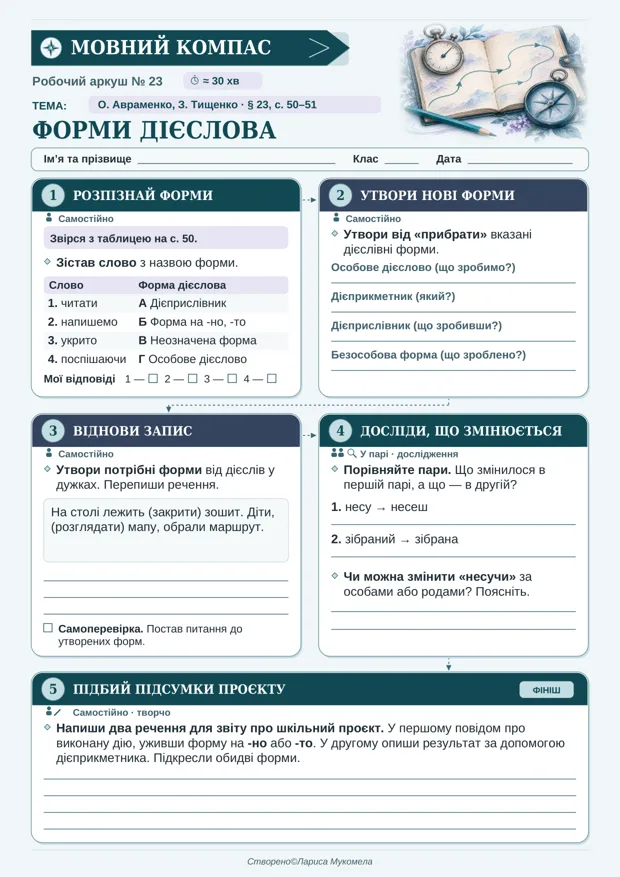 МОВНИЙ КОМПАС
Робочий аркуш № 23
≈ 30 хв
ТЕМА:
О. Авраменко, З. Тищенко · § 23, с. 50–51
ФОРМИ ДІЄСЛОВА
Ім’я та прізвище ____ Клас ____ Дата ____
1 РОЗПІЗНАЙ ФОРМИ
Самостійно
Звірся з таблицею на с. 50.
Зістав слово з назвою форми.
Слово Форма дієслова
1. читати А Дієприслівник
2. напишемо Б Форма на -но, -то
3. укрито В Неозначена форма
4. поспішаючи Г Особове дієслово
Мої відповіді 1 — ☐ 2 — ☐ 3 — ☐ 4 — ☐
2 УТВОРИ НОВІ ФОРМИ
Самостійно
Утвори від «прибрати» вказані
дієслівні форми.
Особове дієслово (що зробимо?)
Дієприкметник (який?)
Дієприслівник (що зробивши?)
Безособова форма (що зроблено?)
3 ВІДНОВИ ЗАПИС
Самостійно
Утвори потрібні форми від дієслів у
дужках. Перепиши речення.
На столі лежить (закрити) зошит. Діти,
(розглядати) мапу, обрали маршрут.
☐ Самоперевірка. Постав питання до
утворених форм.
4 ДОСЛІДИ, ЩО ЗМІНЮЄТЬСЯ
У парі · дослідження
Порівняйте пари. Що змінилося в
першій парі, а що — в другій?
1. несу → несеш
2. зібраний → зібрана
Чи можна змінити «несучи» за
особами або родами? Поясніть.
5 ПІДБИЙ ПІДСУМКИ ПРОЄКТУ
ФІНІШ
Самостійно · творчо
Напиши два речення для звіту про шкільний проєкт. У першому повідом про
виконану дію, уживши форму на -но або -то. У другому опиши результат за допомогою
дієприкметника. Підкресли обидві форми.
Створено©Лариса Мукомела